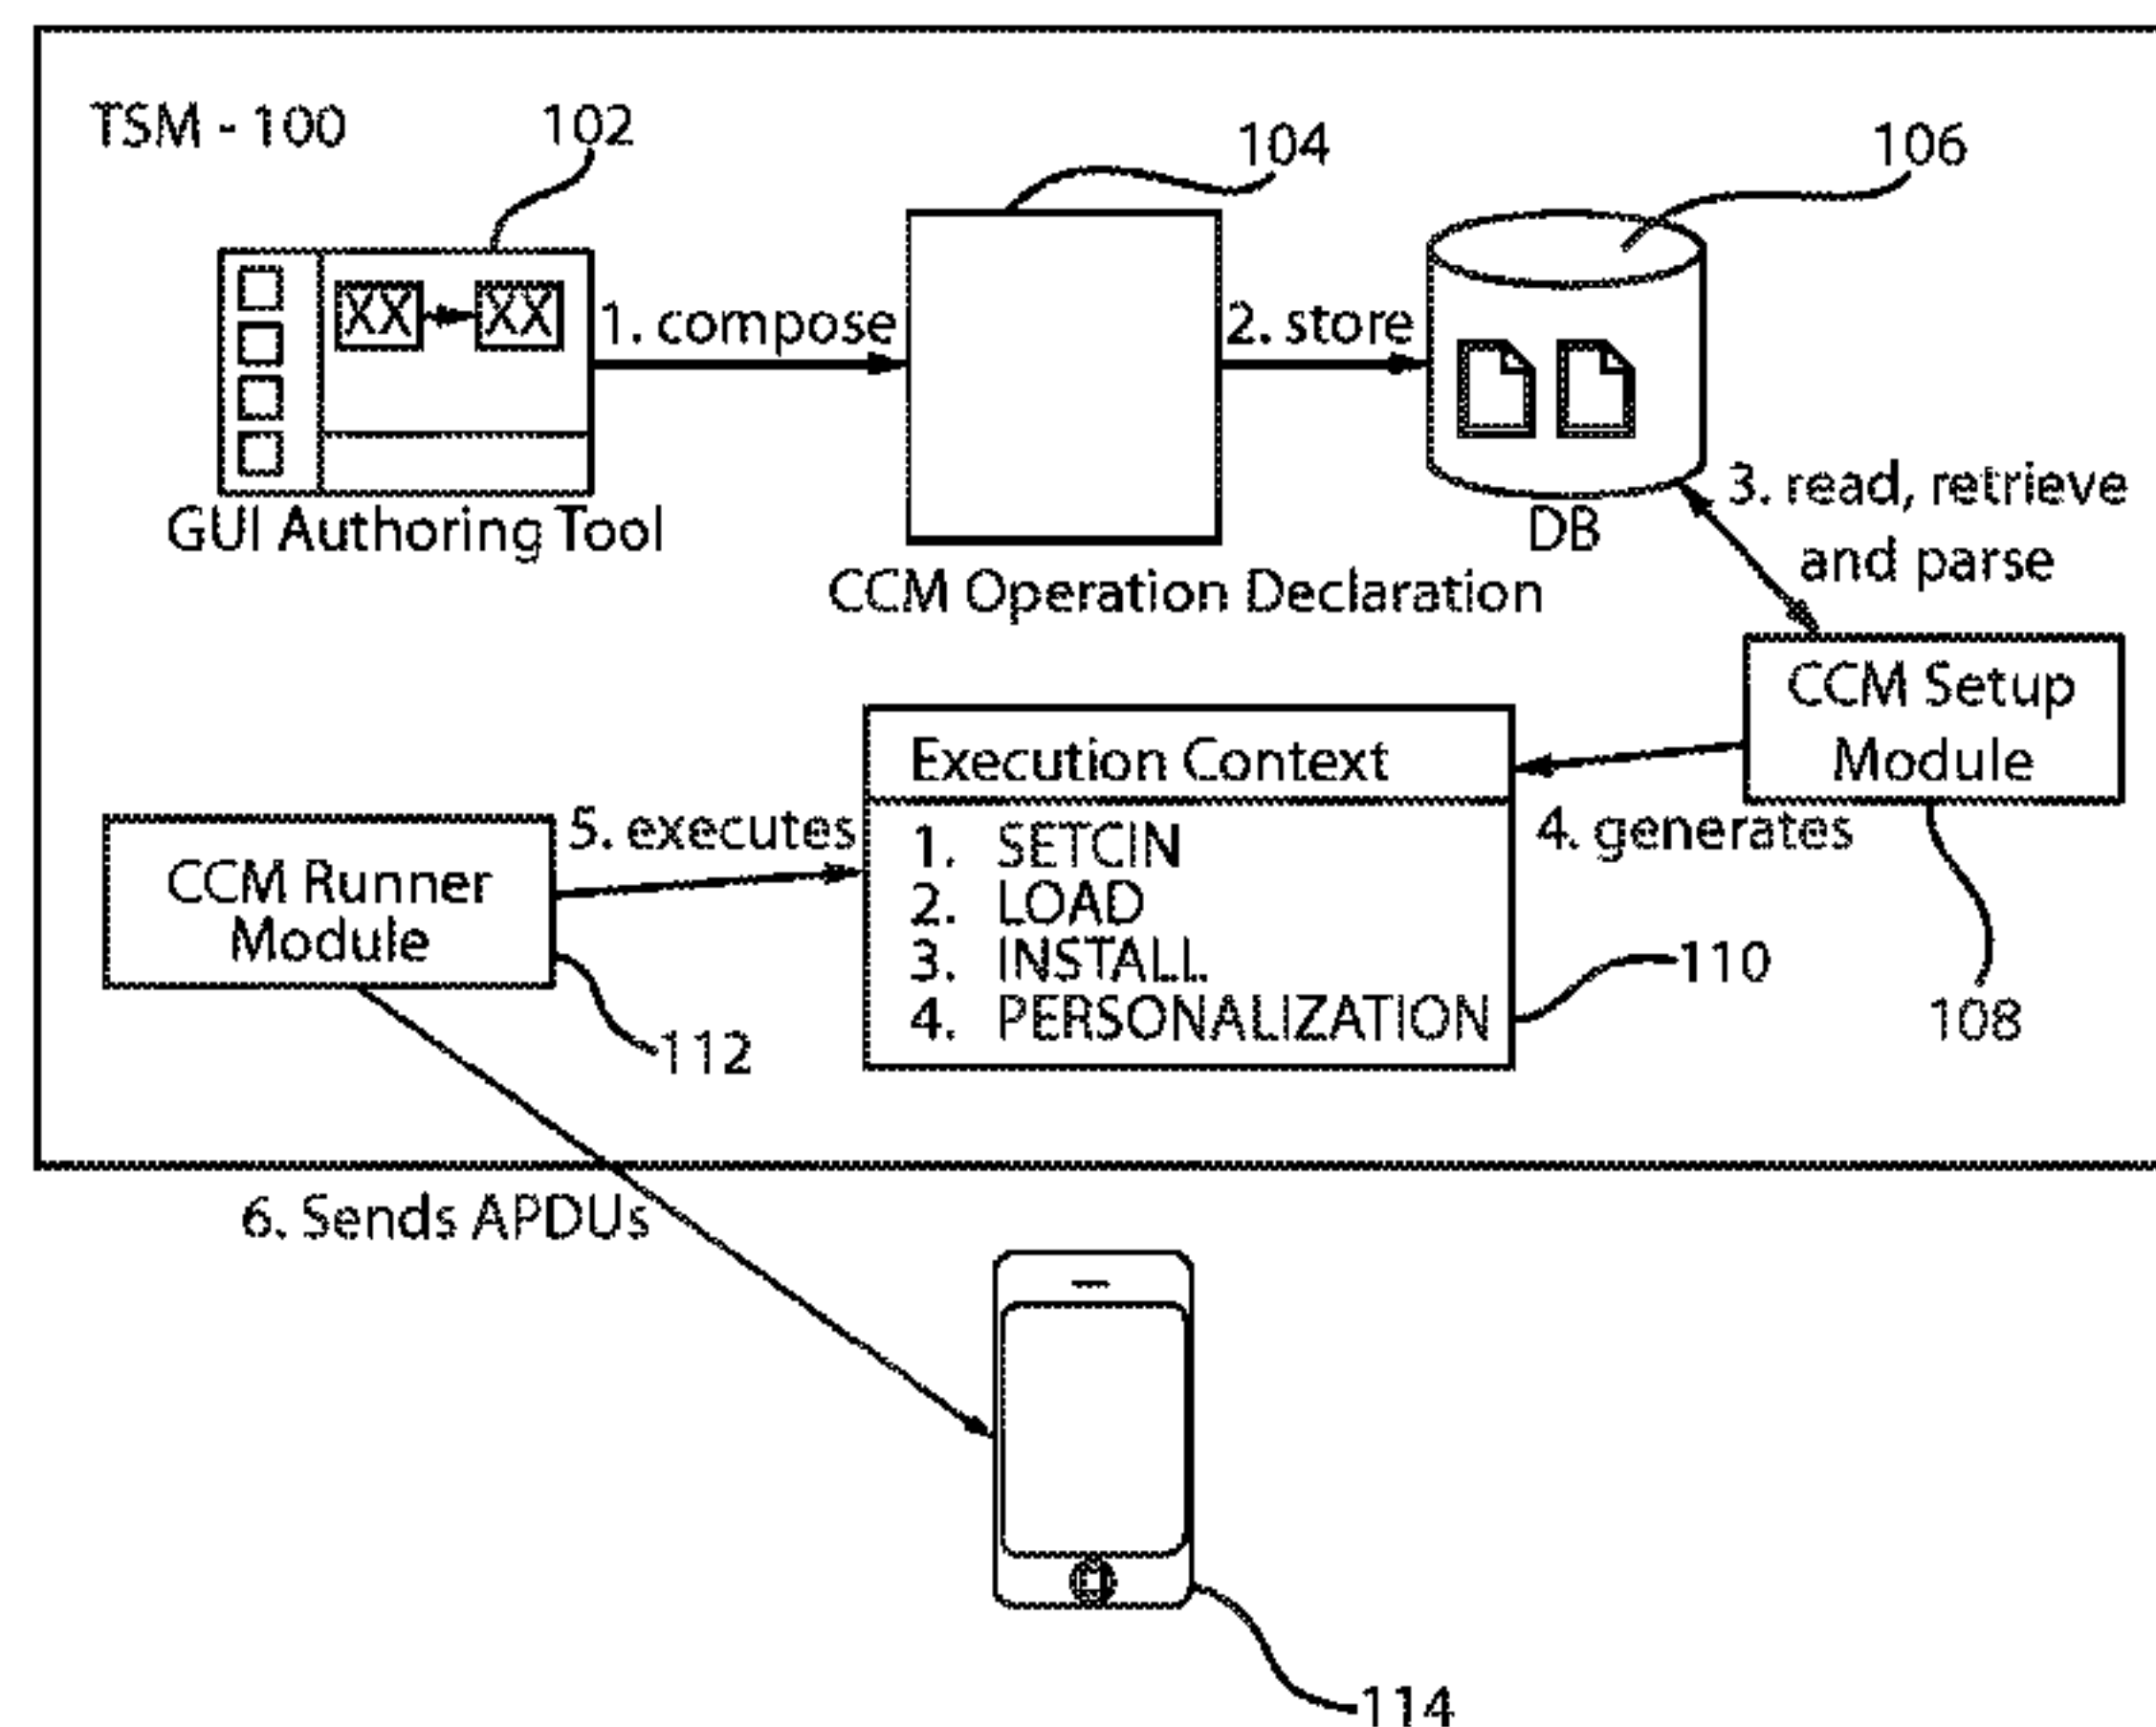 TSM - 100
102
104
106
XX
XX
1. compose
2. store
GUI Authoring Tool
CCM Operation Declaration
DB
3. read, retrieve
and parse
CCM Setup
Module
108
4. generates
Execution Context
1. SETCIN
2. LOAD
3. INSTALL
4. PERSONALIZATION
110
5. executes
CCM Runner
Module
112
6. Sends APDUs
114